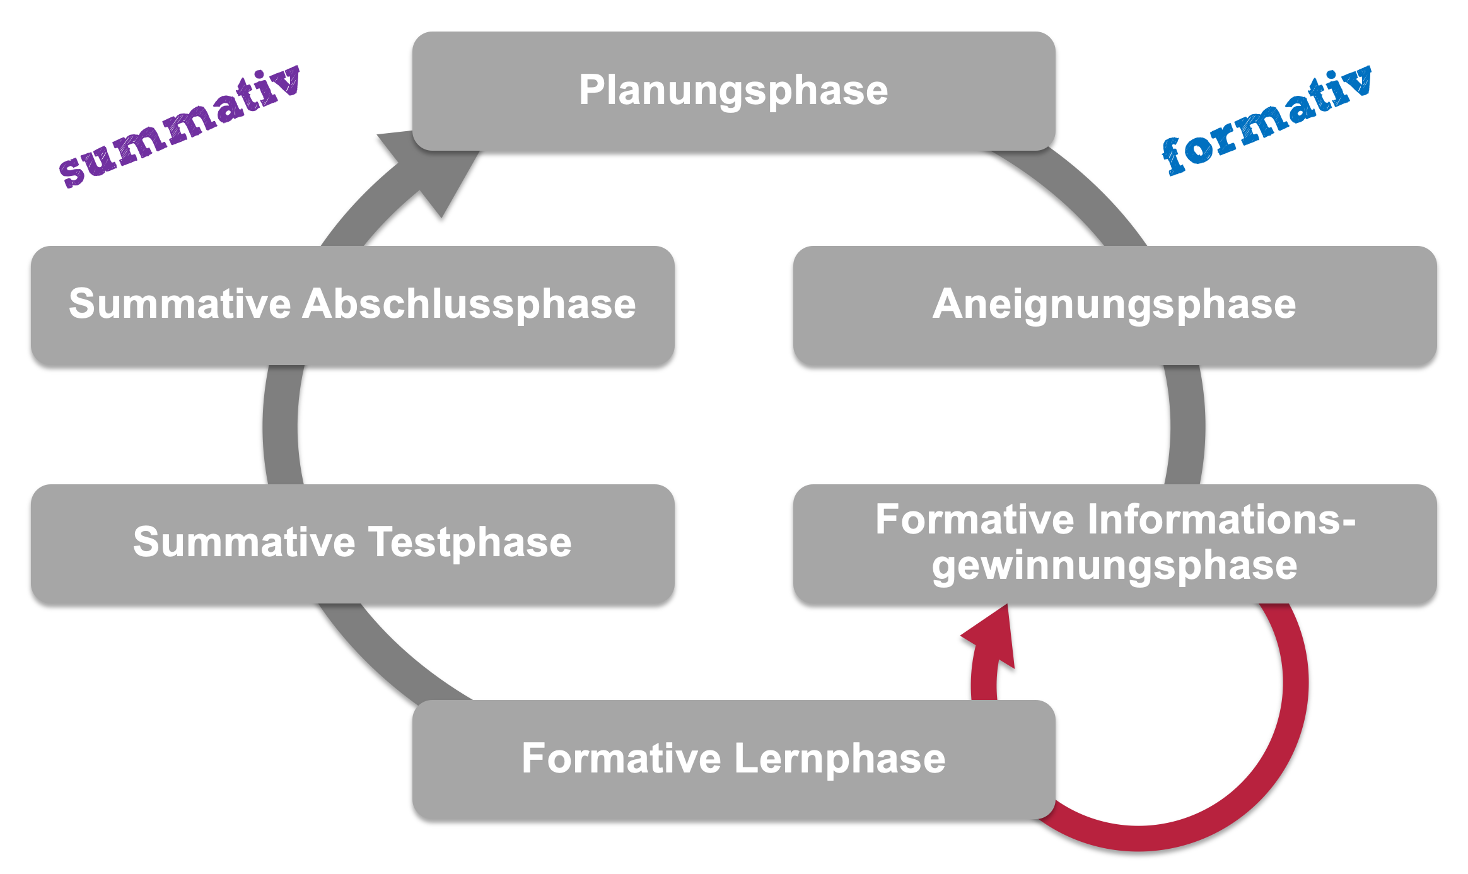 summativ
Planungsphase
formativ
Summative Abschlussphase
Aneignungsphase
Summative Testphase
Formative Informations-
gewinnungsphase
Formative Lernphase